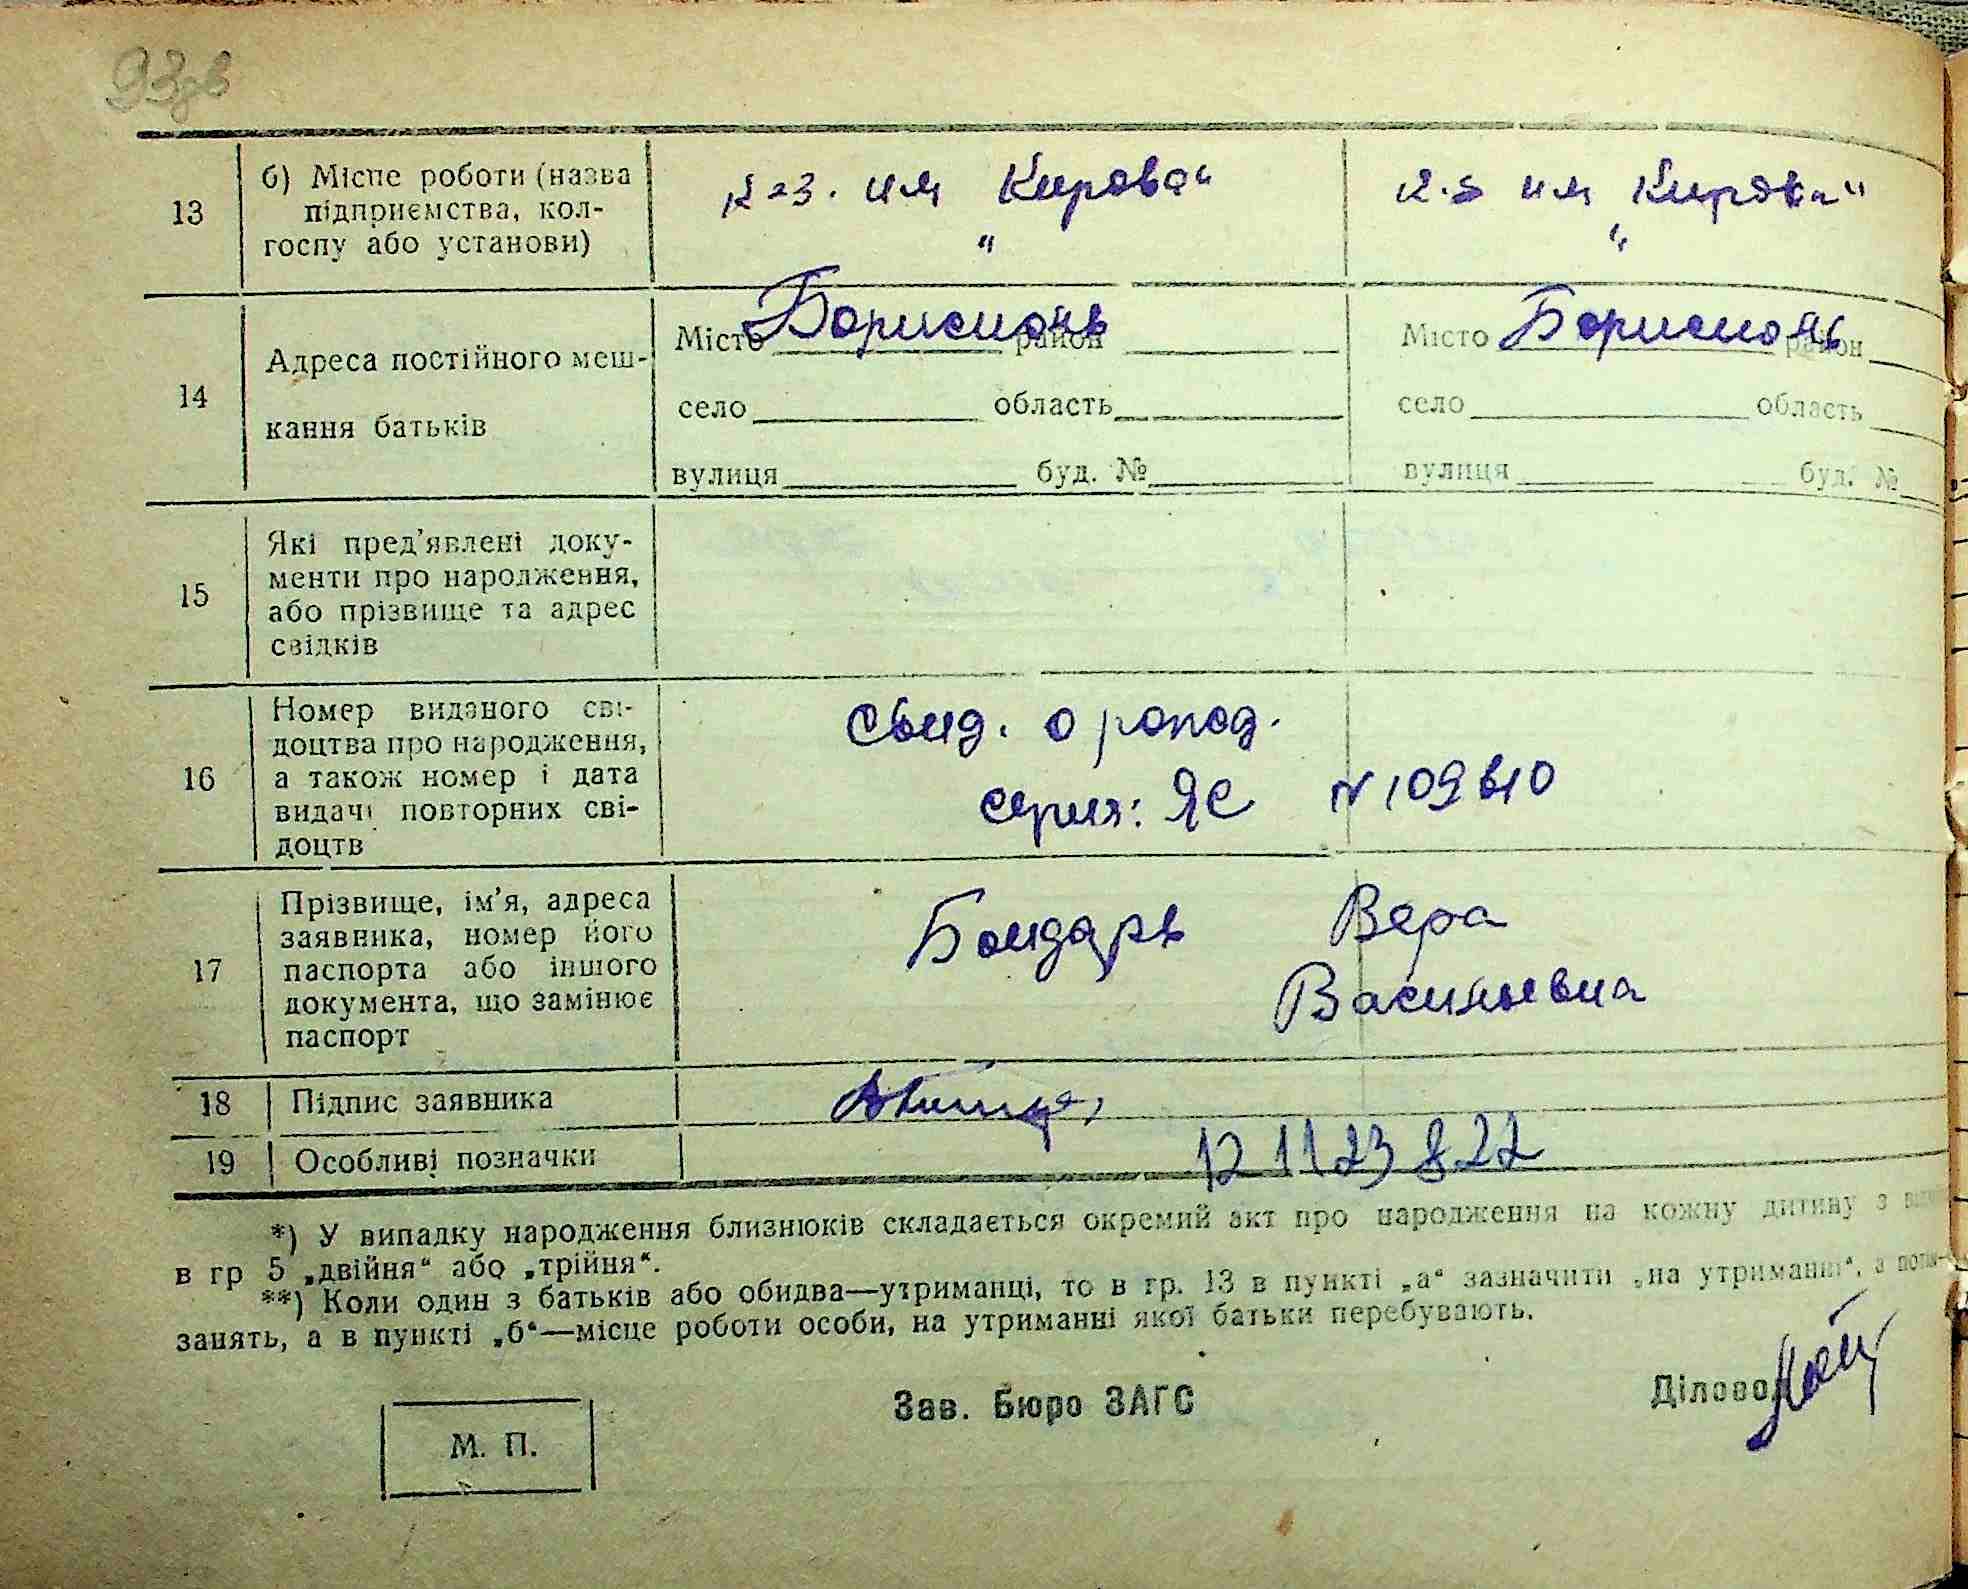 93зв
13 б) Місце роботи (назва підприємства, кол-
госпу або установи)
к-з. им "Кирова"
к-з им Кирова"
14 Адреса постійного меш-
кання батьків
Місто район
Місто район
село область
село область
вулиця буд. №
вулиця буд. №
15 Які пред'явлені доку-
менти про народження,
або прізвище та адрес
свідків
16 Номер виданого сві-
доцтва про народження,
а також номер і дата
видачі повторних сві-
доцтв
Свид. о рожд.
серия: ЯС N 109
17 Прізвище, ім'я, адреса
заявника, номер його
паспорта або іншого
документа, що замінює
паспорт
Бондарь Вера
Васильевна
18 Підпис заявника
19 Особливі позначки
12 11 23 8.22
*) У випадку народження близнюків складається окремий акт про народження на кожну дитину з
в гр 5 „двійня" або „трійня".
**) Коли один з батьків або обидва—утриманці, то в гр. 13 в пункті „а" зазначити „на утриманні", а
занять, а в пункті „б"—місце роботи особи, на утриманні якої батьки перебувають.
Зав. Бюро ЗАГС
Діловод
М. П.